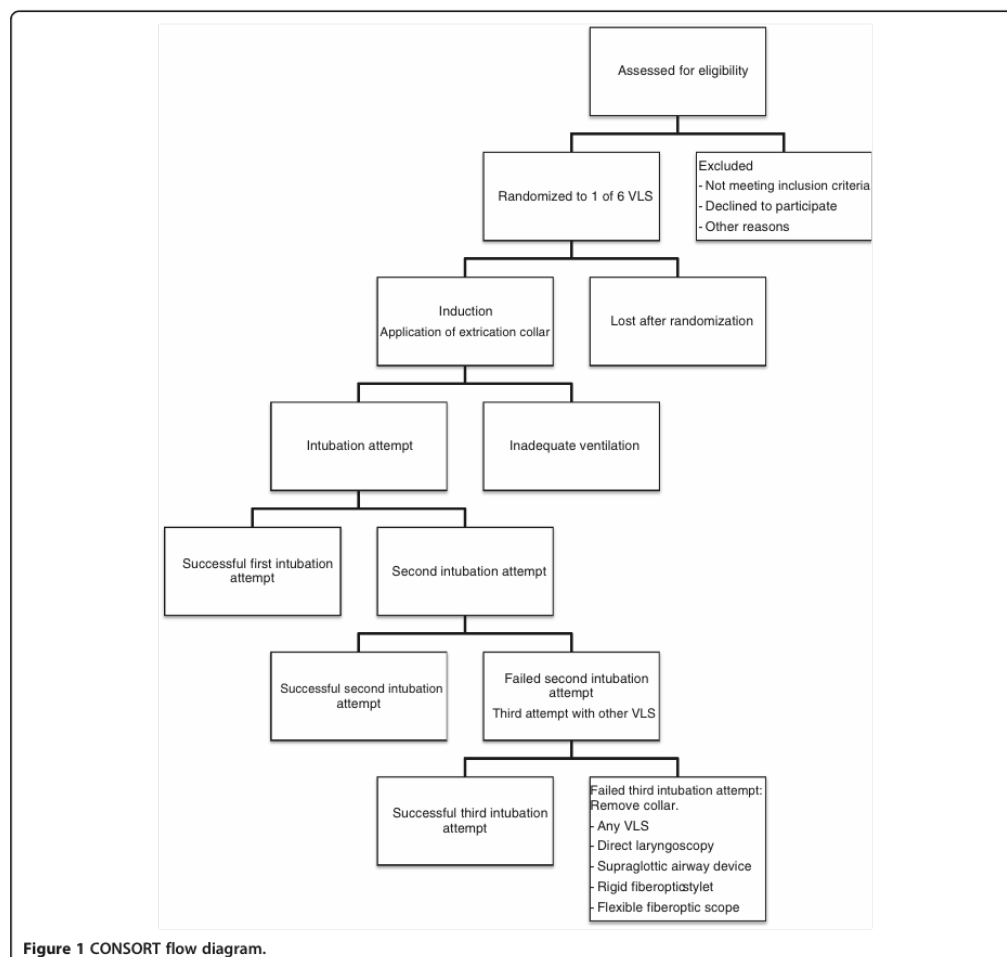 Assessed for eligibility
Randomized to 1 of 6 VLS
Excluded
- Not meeting inclusion criteria
- Declined to participate
- Other reasons
Induction
Application of extrication collar
Lost after randomization
Intubation attempt
Inadequate ventilation
Successful first intubation
attempt
Second intubation attempt
Successful second intubation
attempt
Failed second intubation
attempt
Third attempt with other VLS
Successful third intubation
attempt
Failed third intubation attempt:
Remove collar.
- Any VLS
- Direct laryngoscopy
- Supraglottic airway device
- Rigid fiberopticstylet
- Flexible fiberoptic scope
Figure 1 CONSORT flow diagram.